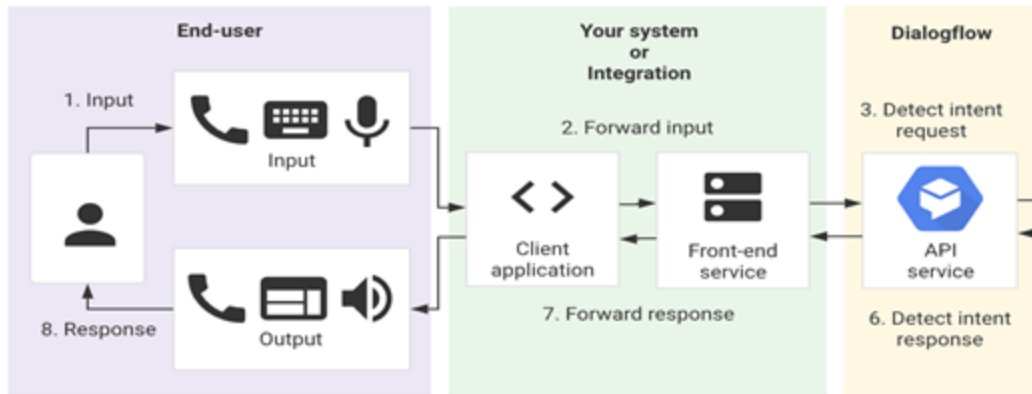 End-user
Your system
or
Integration
Dialogflow
1. Input
Input
2. Forward input
3. Detect intent
request
Client
application
Front-end
service
API
service
8. Response
Output
7. Forward response
6. Detect intent
response